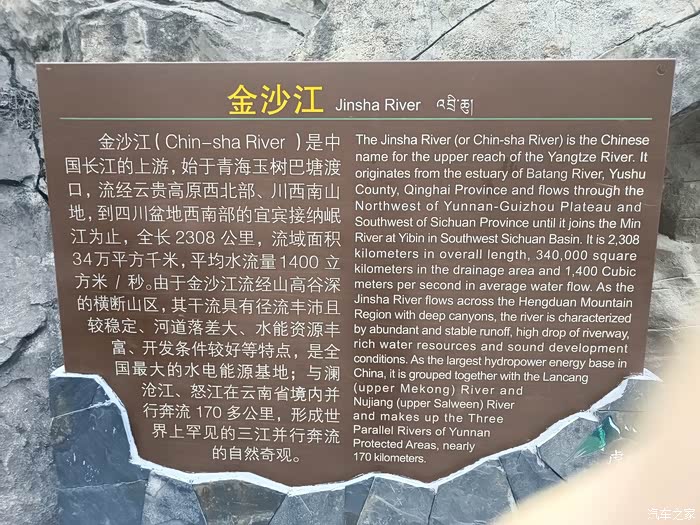 金沙江 Jinsha River འབྲི་ཆུ།
金沙江(Chin-sha River)是中
国长江的上游,始于青海玉树巴塘渡
口,流经云贵高原西北部、川西南山
地,到四川盆地西南部的宜宾接纳岷
江为止,全长2308公里,流域面积
34万平方千米,平均水流量1400立
方米/秒。由于金沙江流经山高谷深
的横断山区,其干流具有径流丰沛且
较稳定、河道落差大、水能资源丰
富、开发条件较好等特点,是全
国最大的水电能源基地;与澜
沧江、怒江在云南省境内并
行奔流170多公里,形成世
界上罕见的三江并行奔流
的自然奇观。
The Jinsha River (or Chin-sha River) is the Chinese
name for the upper reach of the Yangtze River. It
originates from the estuary of Batang River, Yushu
County, Qinghai Province and flows through the
Northwest of Yunnan-Guizhou Plateau and
Southwest of Sichuan Province until it joins the Min
River at Yibin in Southwest Sichuan Basin. It is 2,308
kilometers in overall length, 340,000 square
kilometers in the drainage area and 1,400 Cubic
meters per second in average water flow. As the
Jinsha River flows across the Hengduan Mountain
Region with deep canyons, the river is characterized
by abundant and stable runoff, high drop of riverway,
rich water resources and sound development
conditions. As the largest hydropower energy base in
China, it is grouped together with the Lancang
(upper Mekong) River and
Nujiang (upper Salween) River
and makes up the Three
Parallel Rivers of Yunnan
Protected Areas, nearly
170 kilometers.
汽车之家